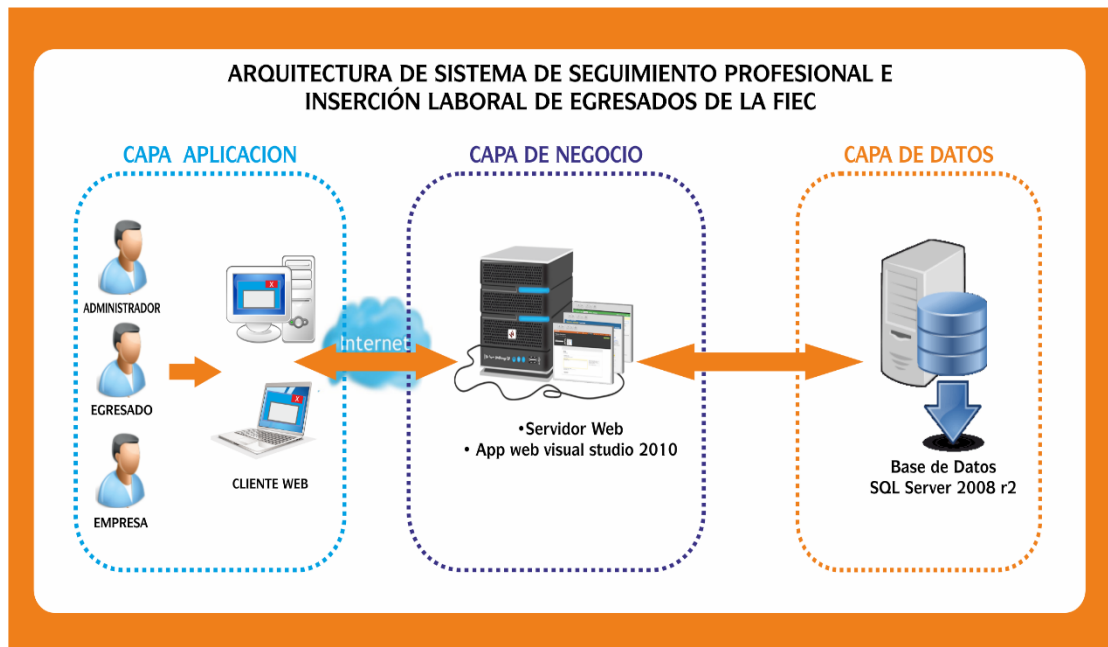 ARQUITECTURA DE SISTEMA DE SEGUIMIENTO PROFESIONAL E
INSERCIÓN LABORAL DE EGRESADOS DE LA FIEC
CAPA APLICACION
ADMINISTRADOR
EGRESADO
EMPRESA
CLIENTE WEB
Internet
CAPA DE NEGOCIO
•Servidor Web
• App web visual studio 2010
CAPA DE DATOS
Base de Datos
SQL Server 2008 r2